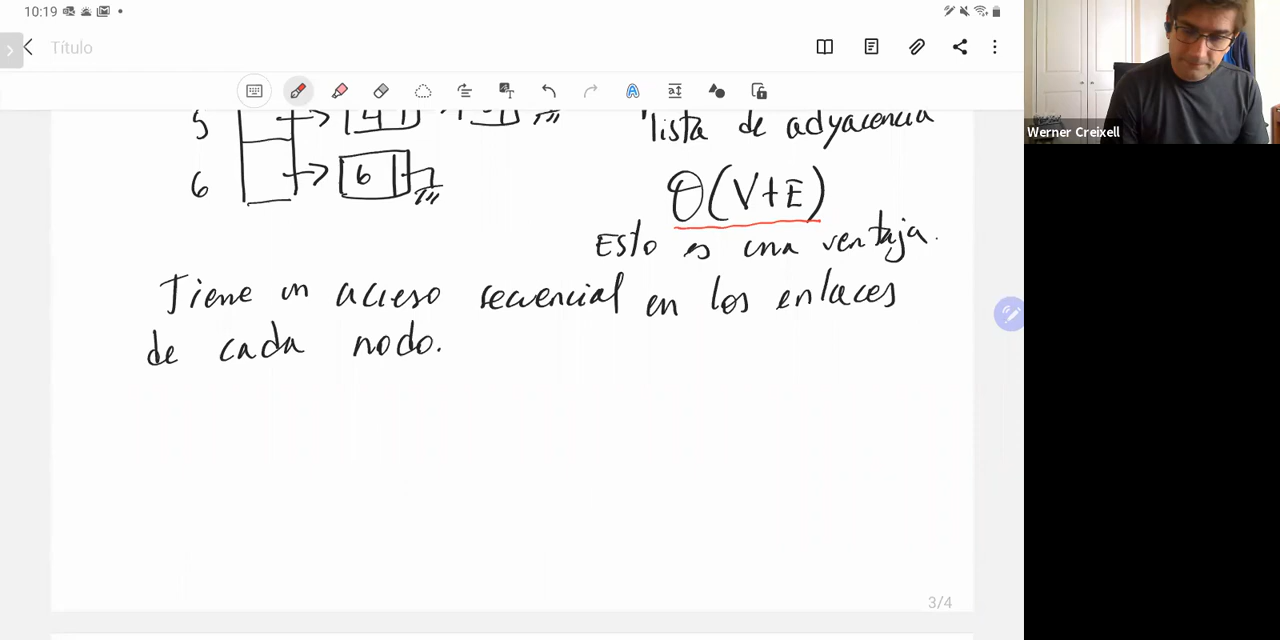 10:19
Título
Werner Creixell
5
4
"lista de adyacencia
6
6
Θ(V+E)
Esto es una ventaja.
Tiene un acceso secuencial en los enlaces
de cada nodo.
3/4